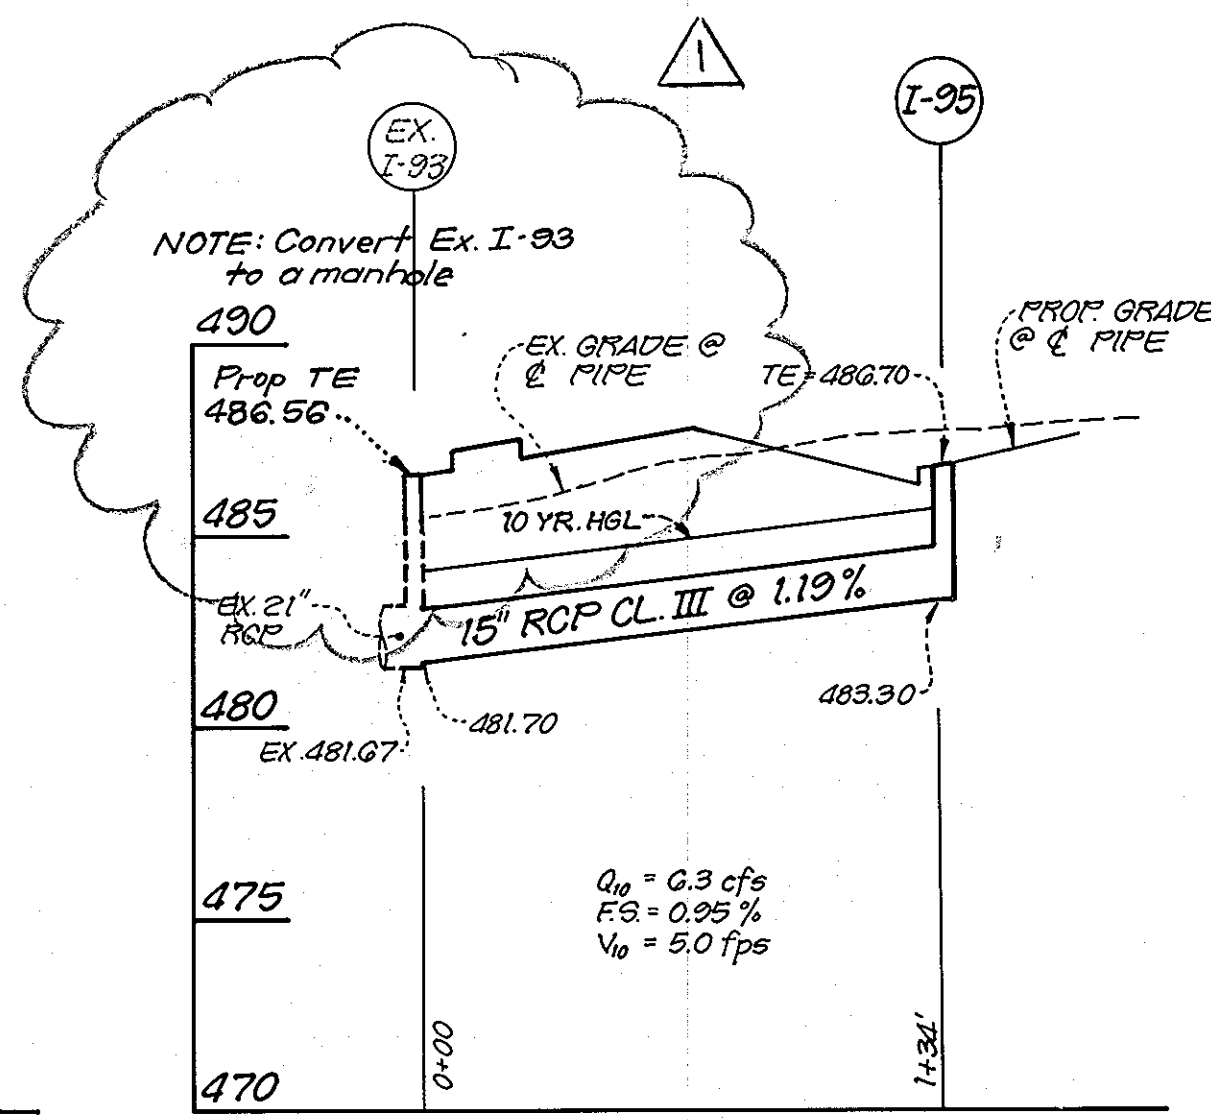 1
EX.
I-93
I-95
NOTE: Convert Ex. I-93
to a manhole
490
Prop TE
486.56
EX. GRADE @
℄ PIPE
TE=486.70
PROP. GRADE
@ ℄ PIPE
485
10 YR. HGL
EX. 21"
RCP
15" RCP CL. III @ 1.19%
480
481.70
483.30
EX. 481.67
475
Q10 = 6.3 cfs
F.S. = 0.95 %
V10 = 5.0 fps
0+00
1+34'
470